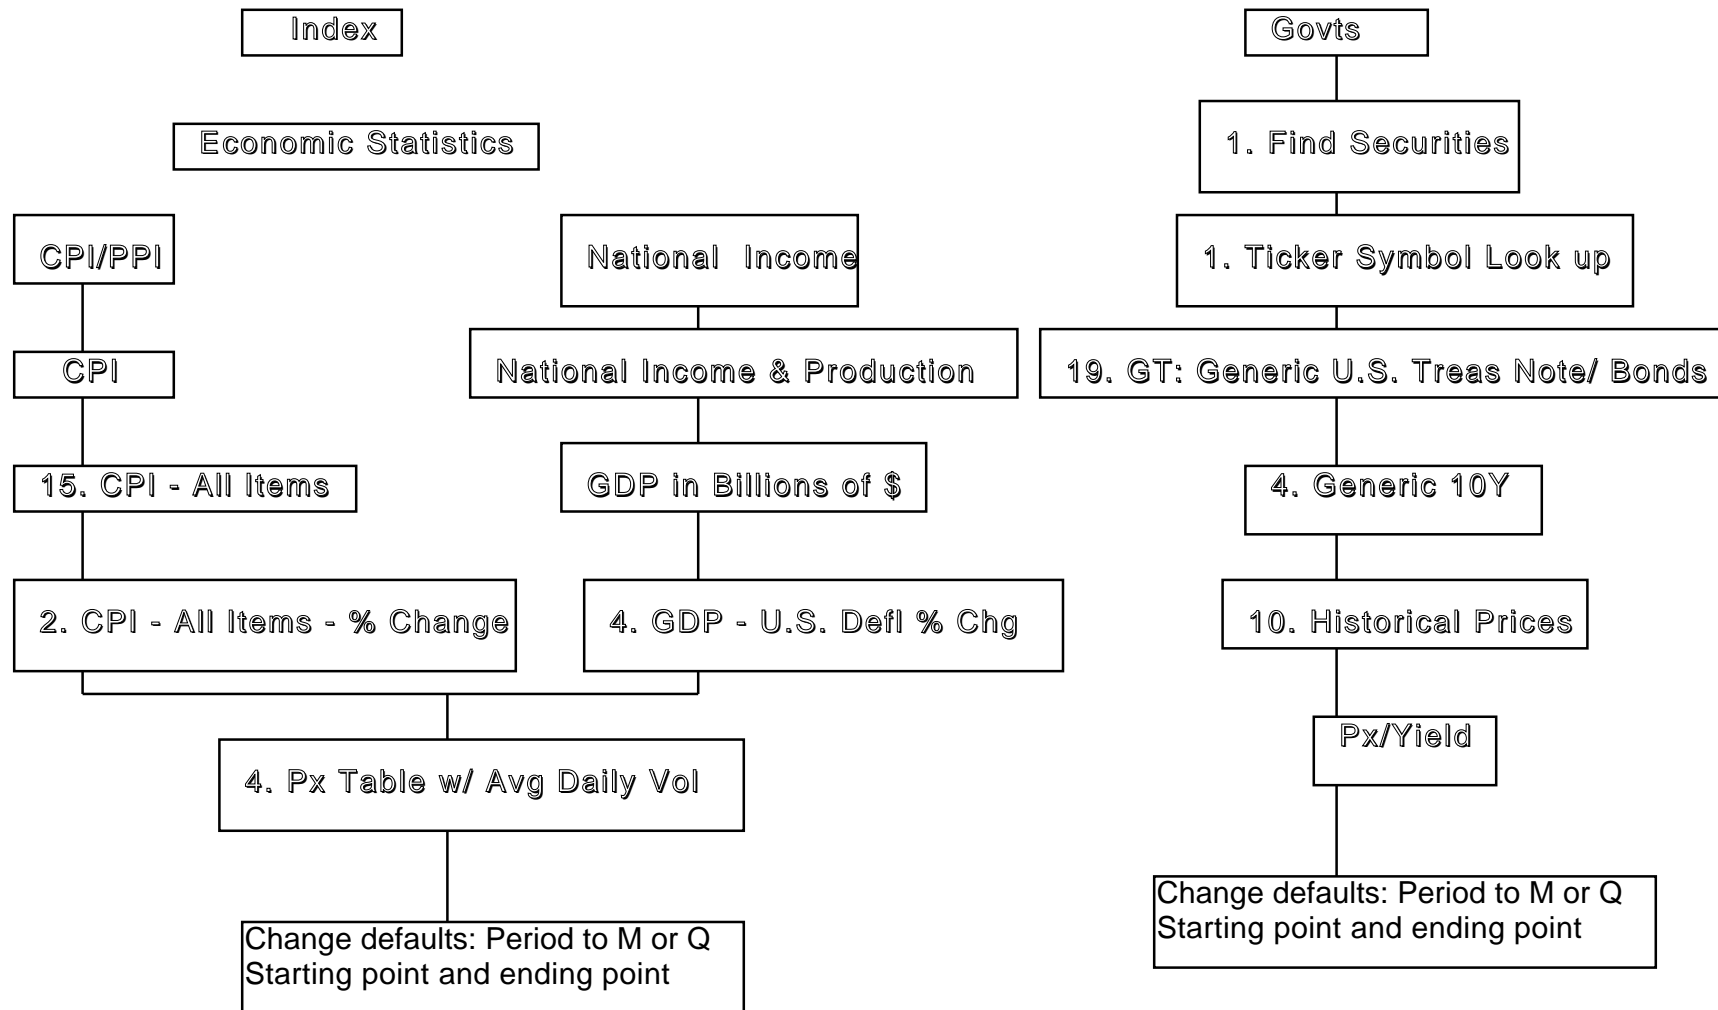 Index
Economic Statistics
CPI/PPI
National Income
CPI
National Income & Production
15. CPI - All Items
GDP in Billions of $
2. CPI - All Items - % Change
4. GDP - U.S. Defl % Chg
4. Px Table w/ Avg Daily Vol
Change defaults: Period to M or Q
Starting point and ending point
Govts
1. Find Securities
1. Ticker Symbol Look up
19. GT: Generic U.S. Treas Note/ Bonds
4. Generic 10Y
10. Historical Prices
Px/Yield
Change defaults: Period to M or Q
Starting point and ending point